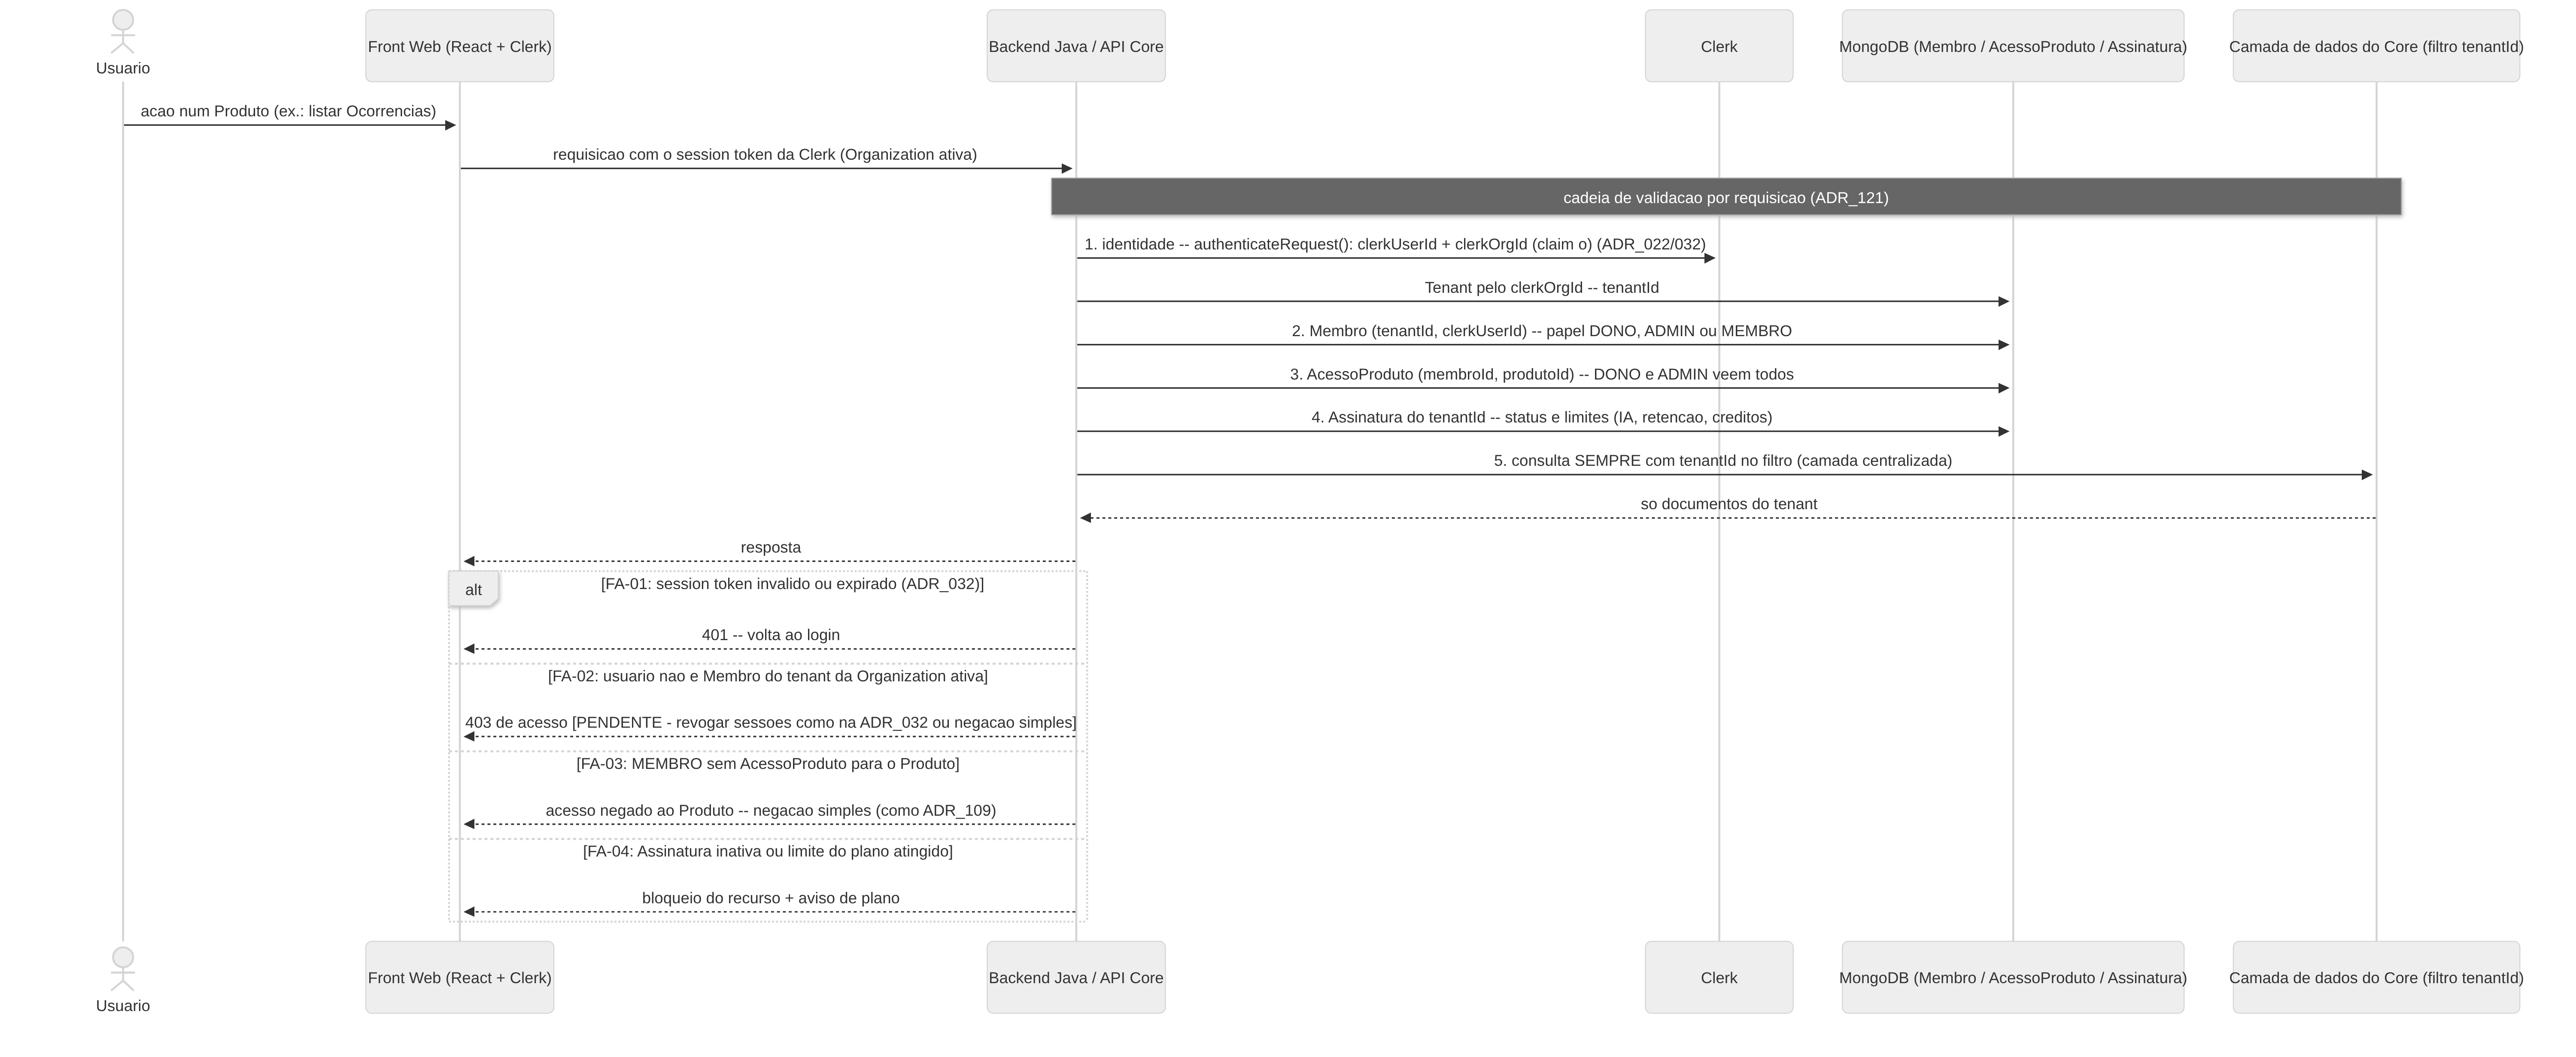 Usuario
Front Web (React + Clerk)
Backend Java / API Core
Clerk
MongoDB (Membro / AcessoProduto / Assinatura)
Camada de dados do Core (filtro tenantId)
acao num Produto (ex.: listar Ocorrencias)
requisicao com o session token da Clerk (Organization ativa)
cadeia de validacao por requisicao (ADR_121)
1. identidade -- authenticateRequest(): clerkUserId + clerkOrgId (claim o) (ADR_022/032)
Tenant pelo clerkOrgId -- tenantId
2. Membro (tenantId, clerkUserId) -- papel DONO, ADMIN ou MEMBRO
3. AcessoProduto (membroId, produtoId) -- DONO e ADMIN veem todos
4. Assinatura do tenantId -- status e limites (IA, retencao, creditos)
5. consulta SEMPRE com tenantId no filtro (camada centralizada)
so documentos do tenant
resposta
alt
[FA-01: session token invalido ou expirado (ADR_032)]
401 -- volta ao login
[FA-02: usuario nao e Membro do tenant da Organization ativa]
403 de acesso [PENDENTE - revogar sessoes como na ADR_032 ou negacao simples]
[FA-03: MEMBRO sem AcessoProduto para o Produto]
acesso negado ao Produto -- negacao simples (como ADR_109)
[FA-04: Assinatura inativa ou limite do plano atingido]
bloqueio do recurso + aviso de plano
Usuario
Front Web (React + Clerk)
Backend Java / API Core
Clerk
MongoDB (Membro / AcessoProduto / Assinatura)
Camada de dados do Core (filtro tenantId)